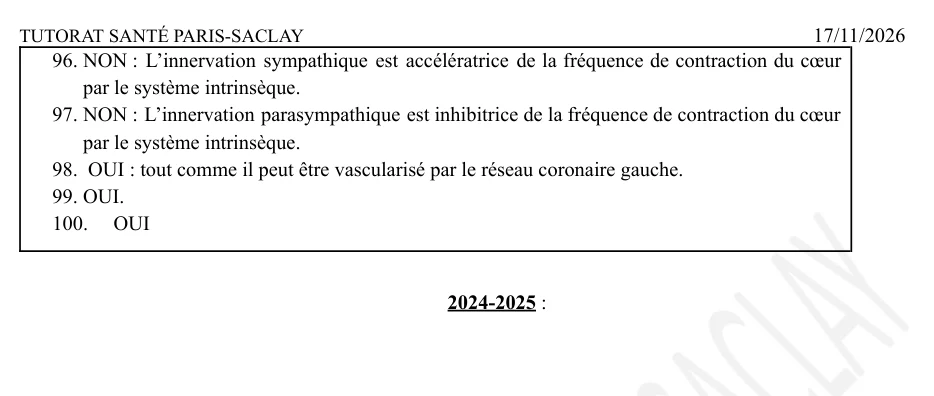 TUTORAT SANTÉ PARIS-SACLAY 17/11/2026
96. NON : L’innervation sympathique est accélératrice de la fréquence de contraction du cœur
par le système intrinsèque.
97. NON : L’innervation parasympathique est inhibitrice de la fréquence de contraction du cœur
par le système intrinsèque.
98. OUI : tout comme il peut être vascularisé par le réseau coronaire gauche.
99. OUI.
100. OUI
2024-2025 :
SACLAY